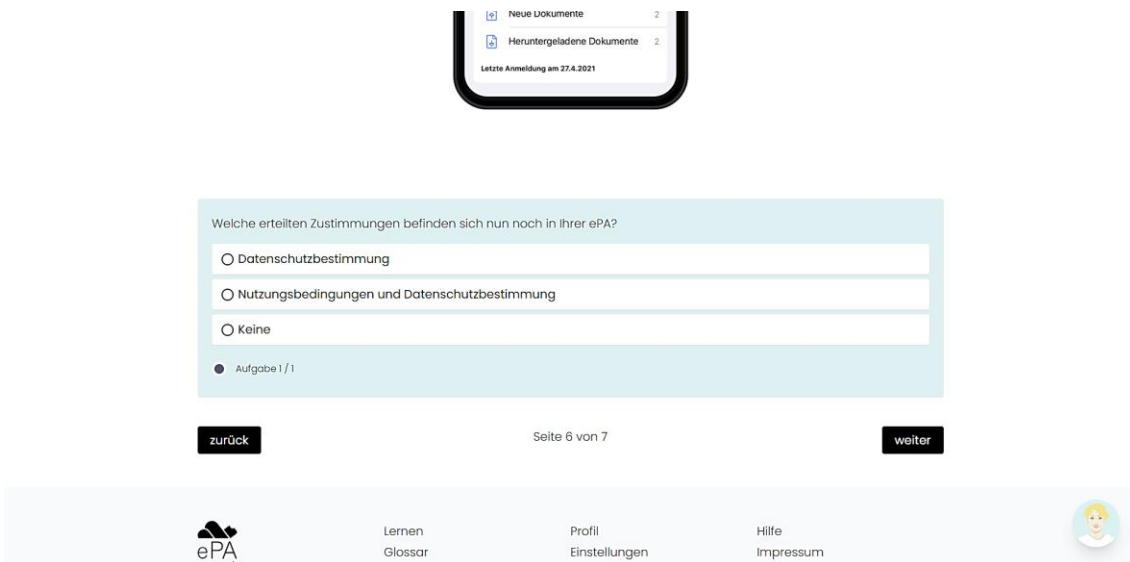 Neue Dokumente 2
Heruntergeladene Dokumente 2
Letzte Anmeldung am 27.4.2021
Welche erteilten Zustimmungen befinden sich nun noch in Ihrer ePA?
Datenschutzbestimmung
Nutzungsbedingungen und Datenschutzbestimmung
Keine
Aufgabe 1 / 1
zurück Seite 6 von 7 weiter
ePA Lernen Profil Hilfe
Glossar Einstellungen Impressum